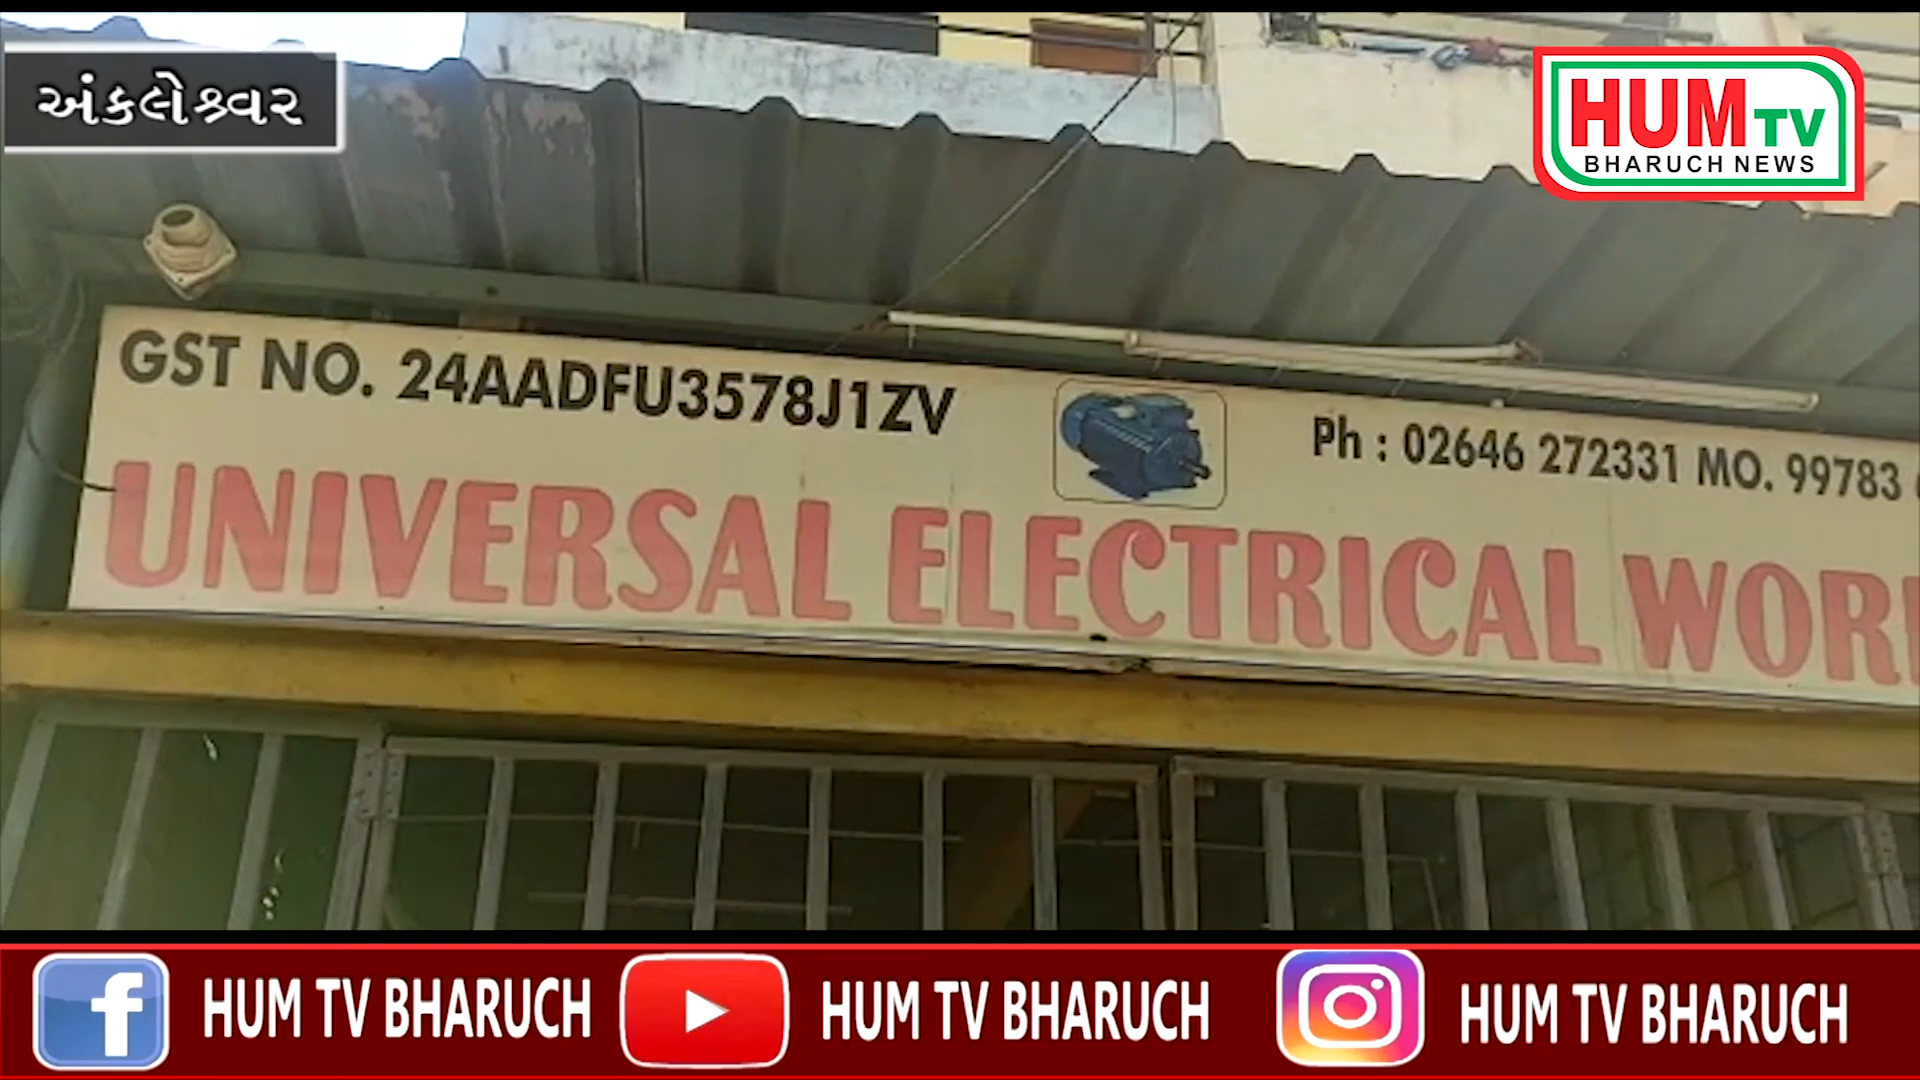 અંકલેશ્વર
HUM TV
BHARUCH NEWS
GST NO. 24AADFU3578J1ZV
Ph : 02646 272331 MO. 99783
UNIVERSAL ELECTRICAL
HUM TV BHARUCH
HUM TV BHARUCH
HUM TV BHARUCH